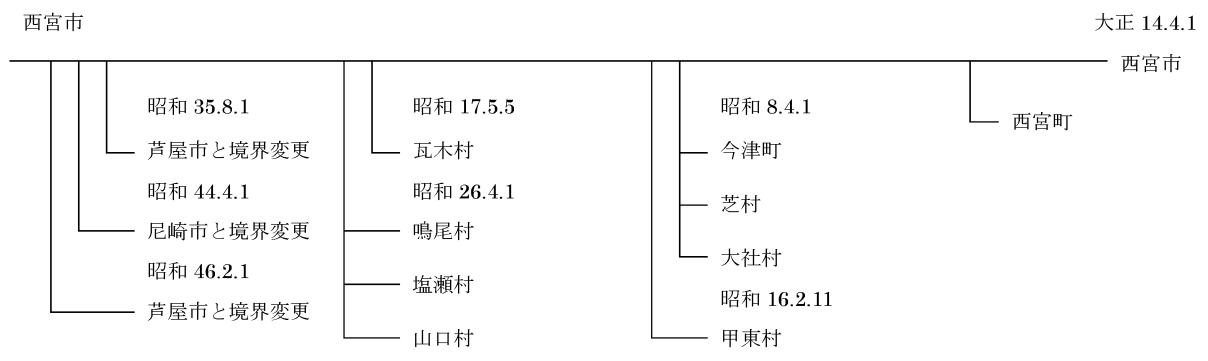 西宮市
大正 14.4.1
西宮市
昭和 35.8.1
芦屋市と境界変更
昭和 44.4.1
尼崎市と境界変更
昭和 46.2.1
芦屋市と境界変更
昭和 17.5.5
瓦木村
昭和 26.4.1
鳴尾村
塩瀬村
山口村
昭和 8.4.1
今津町
芝村
大社村
昭和 16.2.11
甲東村
西宮町